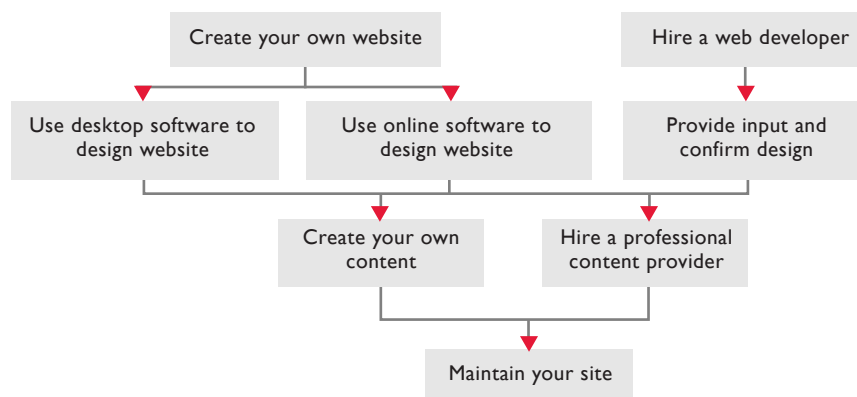 Create your own website
Hire a web developer
Use desktop software to
design website
Use online software to
design website
Provide input and
confirm design
Create your own
content
Hire a professional
content provider
Maintain your site